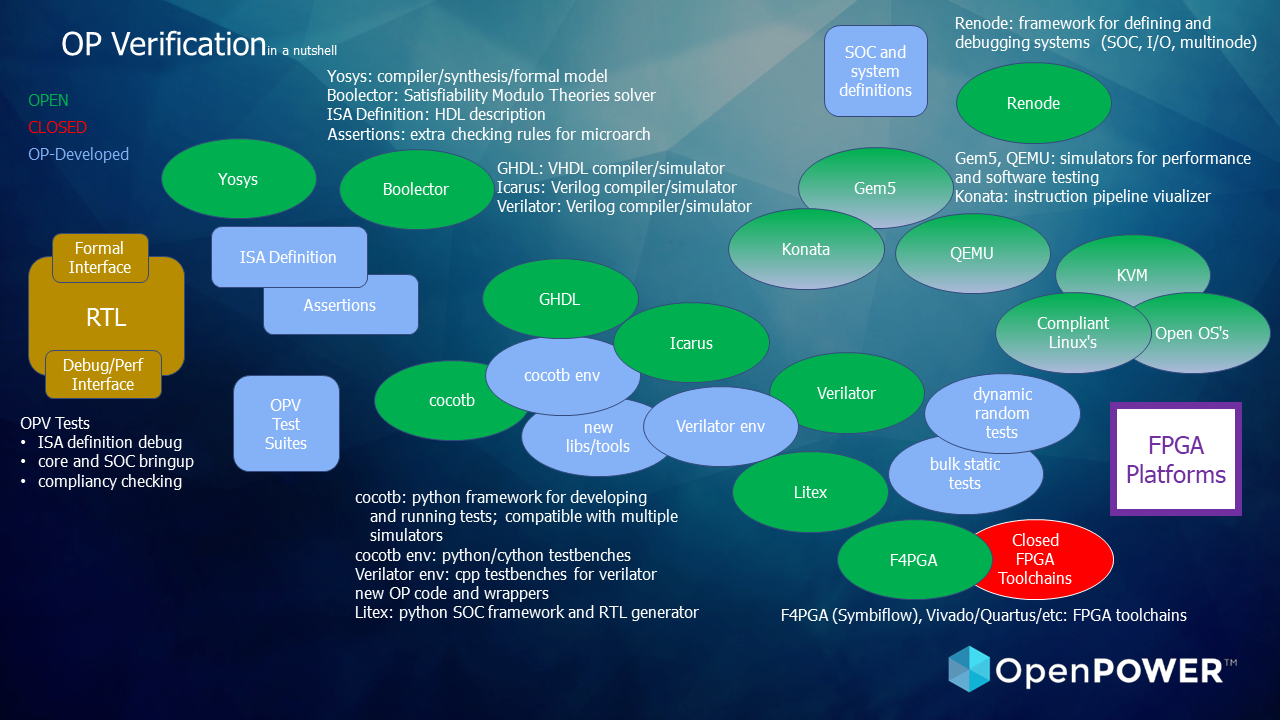 OP Verification in a nutshell
OPEN
CLOSED
OP-Developed
Yosys: compiler/synthesis/formal model
Boolector: Satisfiability Modulo Theories solver
ISA Definition: HDL description
Assertions: extra checking rules for microarch
SOC and
system
definitions
Renode: framework for defining and
debugging systems (SOC, I/O, multinode)
Renode
Yosys
Boolector
GHDL: VHDL compiler/simulator
Icarus: Verilog compiler/simulator
Verilator: Verilog compiler/simulator
Gem5
Gem5, QEMU: simulators for performance
and software testing
Konata: instruction pipeline viualizer
Konata
QEMU
KVM
Compliant
Linux's
Open OS's
Formal
Interface
RTL
Debug/Perf
Interface
ISA Definition
Assertions
GHDL
Icarus
cocotb
cocotb env
new
libs/tools
Verilator env
Verilator
dynamic
random
tests
bulk static
tests
FPGA
Platforms
OPV
Test
Suites
OPV Tests
• ISA definition debug
• core and SOC bringup
• compliancy checking
Litex
F4PGA
Closed
FPGA
Toolchains
cocotb: python framework for developing
and running tests; compatible with multiple
simulators
cocotb env: python/cython testbenches
Verilator env: cpp testbenches for verilator
new OP code and wrappers
Litex: python SOC framework and RTL generator
F4PGA (Symbiflow), Vivado/Quartus/etc: FPGA toolchains
OpenPOWER™